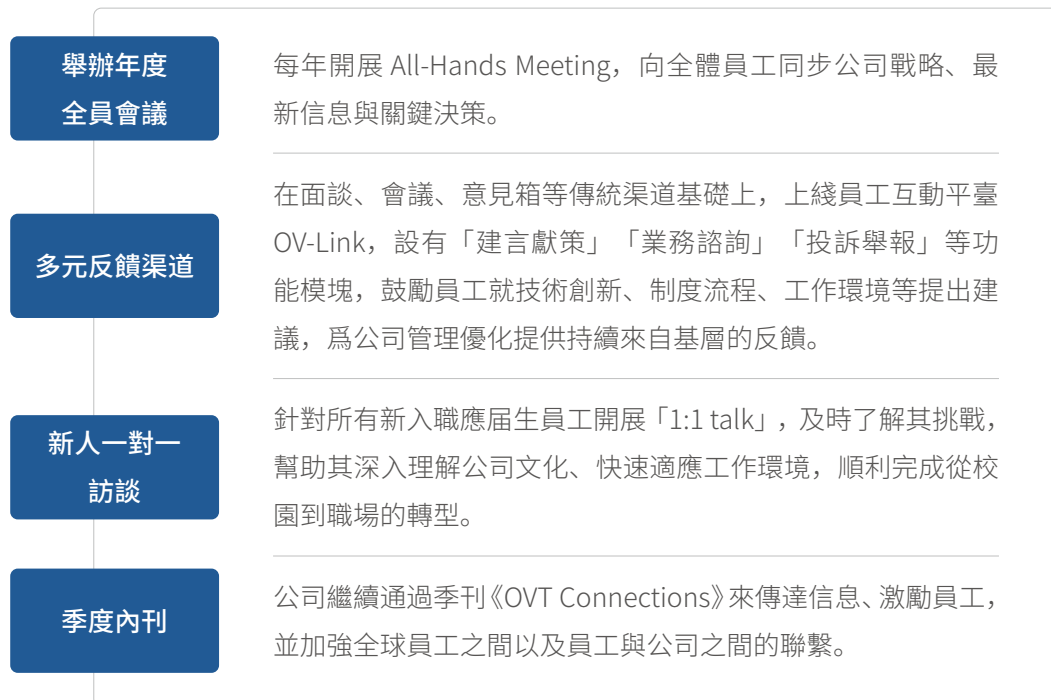 舉辦年度
全員會議
每年開展 All-Hands Meeting，向全體員工同步公司戰略、最
新信息與關鍵決策。
多元反饋渠道
在面談、會議、意見箱等傳統渠道基礎上，上綫員工互動平臺
OV-Link，設有「建言獻策」「業務諮詢」「投訴舉報」等功
能模塊，鼓勵員工就技術創新、制度流程、工作環境等提出建
議，爲公司管理優化提供持續來自基層的反饋。
新人一對一
訪談
針對所有新入職應届生員工開展「1:1 talk」，及時了解其挑戰，
幫助其深入理解公司文化、快速適應工作環境，順利完成從校
園到職場的轉型。
季度內刊
公司繼續通過季刊《OVT Connections》來傳達信息、激勵員工，
並加強全球員工之間以及員工與公司之間的聯繫。